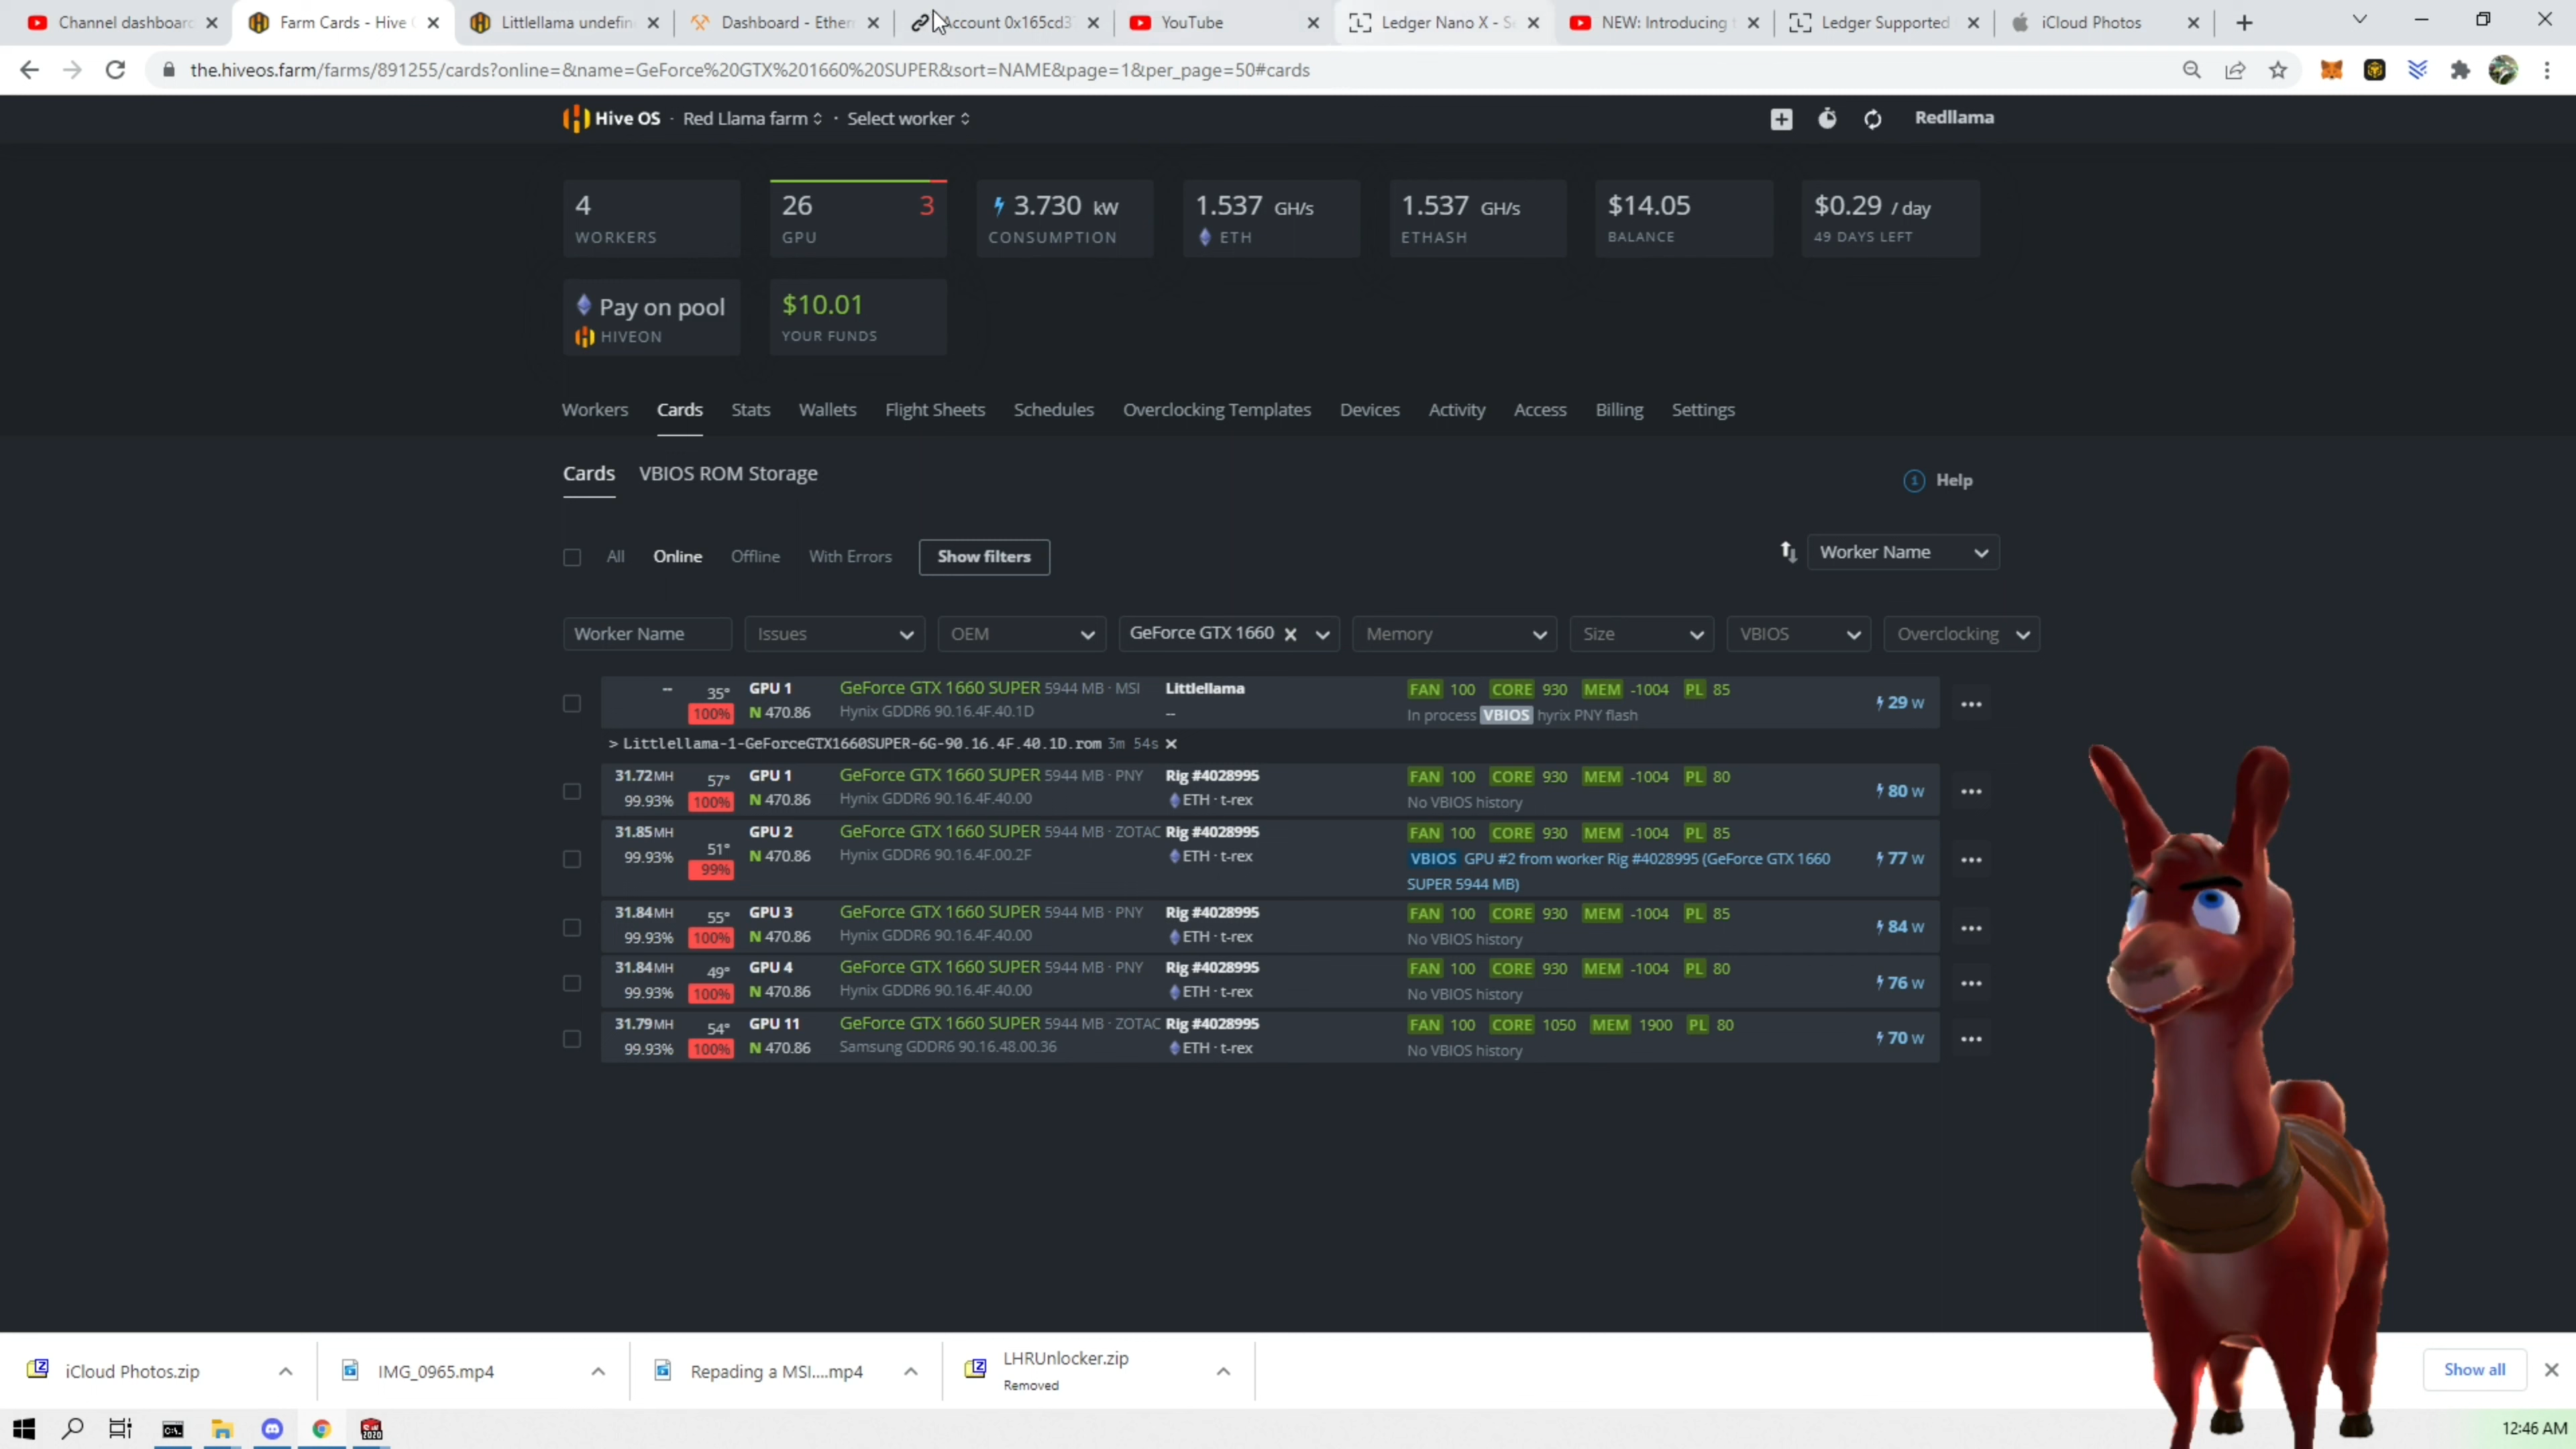 Channel dashboard
Farm Cards - Hive
Littlellama undefin
Dashboard - Ether
Account 0x165cd3
YouTube
Ledger Nano X - Se
NEW: Introducing
Ledger Supported
iCloud Photos
the.hiveos.farm/farms/891255/cards?online=&name=GeForce%20GTX%201660%20SUPER&sort=NAME&page=1&per_page=50#cards
Hive OS · Red Llama farm · Select worker
Redllama
4 26 3 3.730 kW 1.537 GH/s 1.537 GH/s $14.05 $0.29 / day
WORKERS GPU CONSUMPTION ETH ETHASH BALANCE 49 DAYS LEFT
Pay on pool $10.01
HIVEON YOUR FUNDS
Workers Cards Stats Wallets Flight Sheets Schedules Overclocking Templates Devices Activity Access Billing Settings
Cards VBIOS ROM Storage
Help
All Online Offline With Errors Show filters
Worker Name
Worker Name Issues OEM GeForce GTX 1660 Memory Size VBIOS Overclocking
-- 35° GPU 1 GeForce GTX 1660 SUPER 5944 MB · MSI Littlellama FAN 100 CORE 930 MEM -1004 PL 85
100% N 470.86 Hynix GDDR6 90.16.4F.40.1D -- In process VBIOS hyrix PNY flash 29 W
> Littlellama-1-GeForceGTX1660SUPER-6G-90.16.4F.40.1D.rom 3m 54s
31.72MH 57° GPU 1 GeForce GTX 1660 SUPER 5944 MB · PNY Rig #4028995 FAN 100 CORE 930 MEM -1004 PL 80
99.93% 100% N 470.86 Hynix GDDR6 90.16.4F.40.00 ETH · t-rex No VBIOS history 80 W
31.85MH 51° GPU 2 GeForce GTX 1660 SUPER 5944 MB · ZOTAC Rig #4028995 FAN 100 CORE 930 MEM -1004 PL 85
99.93% 99% N 470.86 Hynix GDDR6 90.16.4F.00.2F ETH · t-rex VBIOS GPU #2 from worker Rig #4028995 (GeForce GTX 1660 77 W
SUPER 5944 MB)
31.84MH 55° GPU 3 GeForce GTX 1660 SUPER 5944 MB · PNY Rig #4028995 FAN 100 CORE 930 MEM -1004 PL 85
99.93% 100% N 470.86 Hynix GDDR6 90.16.4F.40.00 ETH · t-rex No VBIOS history 84 W
31.84MH 49° GPU 4 GeForce GTX 1660 SUPER 5944 MB · PNY Rig #4028995 FAN 100 CORE 930 MEM -1004 PL 80
99.93% 100% N 470.86 Hynix GDDR6 90.16.4F.40.00 ETH · t-rex No VBIOS history 76 W
31.79MH 54° GPU 11 GeForce GTX 1660 SUPER 5944 MB · ZOTAC Rig #4028995 FAN 100 CORE 1050 MEM 1900 PL 80
99.93% 100% N 470.86 Samsung GDDR6 90.16.48.00.36 ETH · t-rex No VBIOS history 70 W
iCloud Photos.zip
IMG_0965.mp4
Repading a MSI....mp4
LHRUnlocker.zip
Removed
Show all
12:46 AM